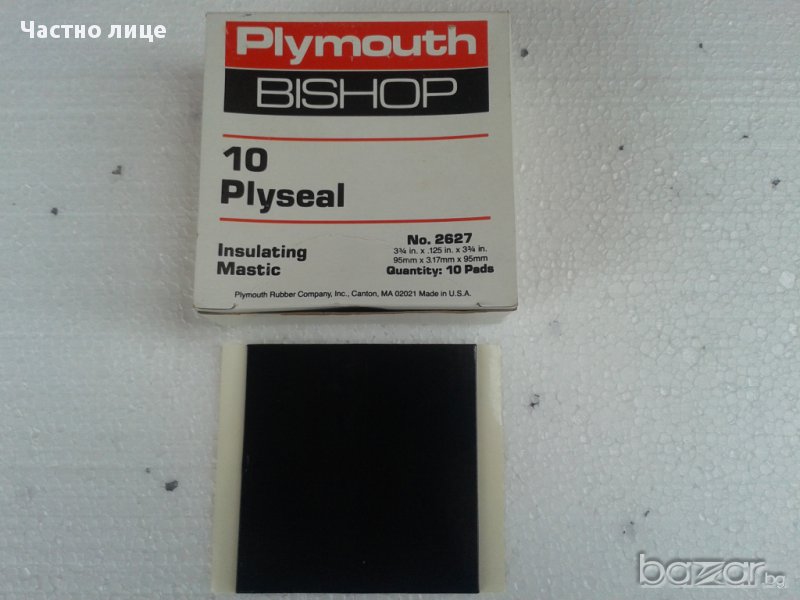 Частно лице
Plymouth
BISHOP
10
Plyseal
Insulating
Mastic
No. 2627
3¾ in. x .125 in. x 3¾ in.
95mm x 3.17mm x 95mm
Quantity: 10 Pads
Plymouth Rubber Company, Inc., Canton, MA 02021 Made in U.S.A.
bazar.bg